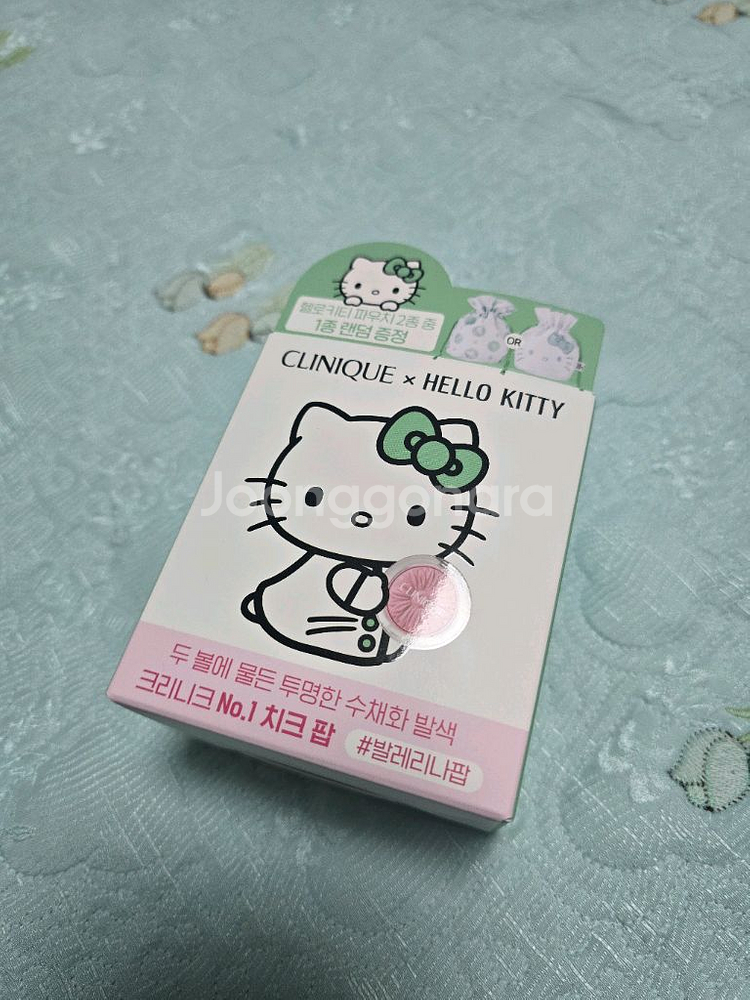 헬로키티 파우치 2종 중
1종 랜덤 증정
OR
CLINIQUE × HELLO KITTY
Joonggonara
두 볼에 물든 투명한 수채화 발색
크리니크 No.1 치크 팝
#발레리나팝